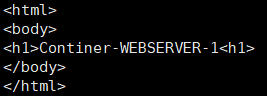 <html>
<body>
<h1>Continer-WEBSERVER-1<h1>
</body>
</html>